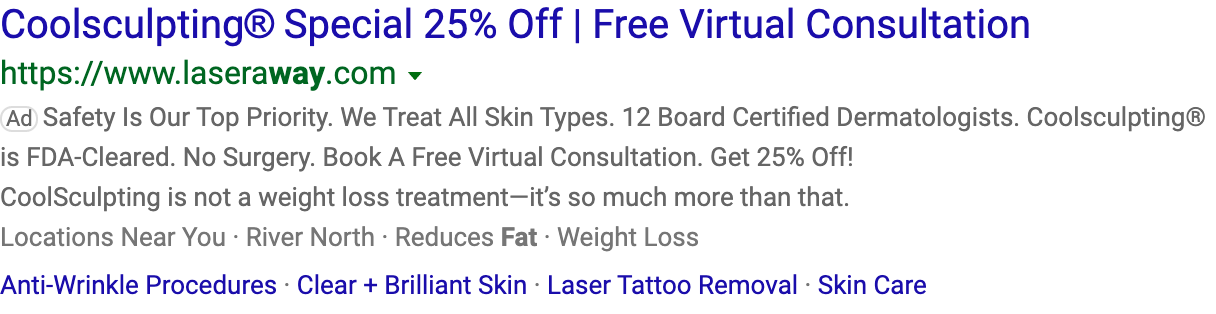 Coolsculpting® Special 25% Off | Free Virtual Consultation
https://www.laseraway.com
Ad Safety Is Our Top Priority. We Treat All Skin Types. 12 Board Certified Dermatologists. Coolsculpting®
is FDA-Cleared. No Surgery. Book A Free Virtual Consultation. Get 25% Off!
CoolSculpting is not a weight loss treatment—it’s so much more than that.
Locations Near You · River North · Reduces Fat · Weight Loss
Anti-Wrinkle Procedures · Clear + Brilliant Skin · Laser Tattoo Removal · Skin Care